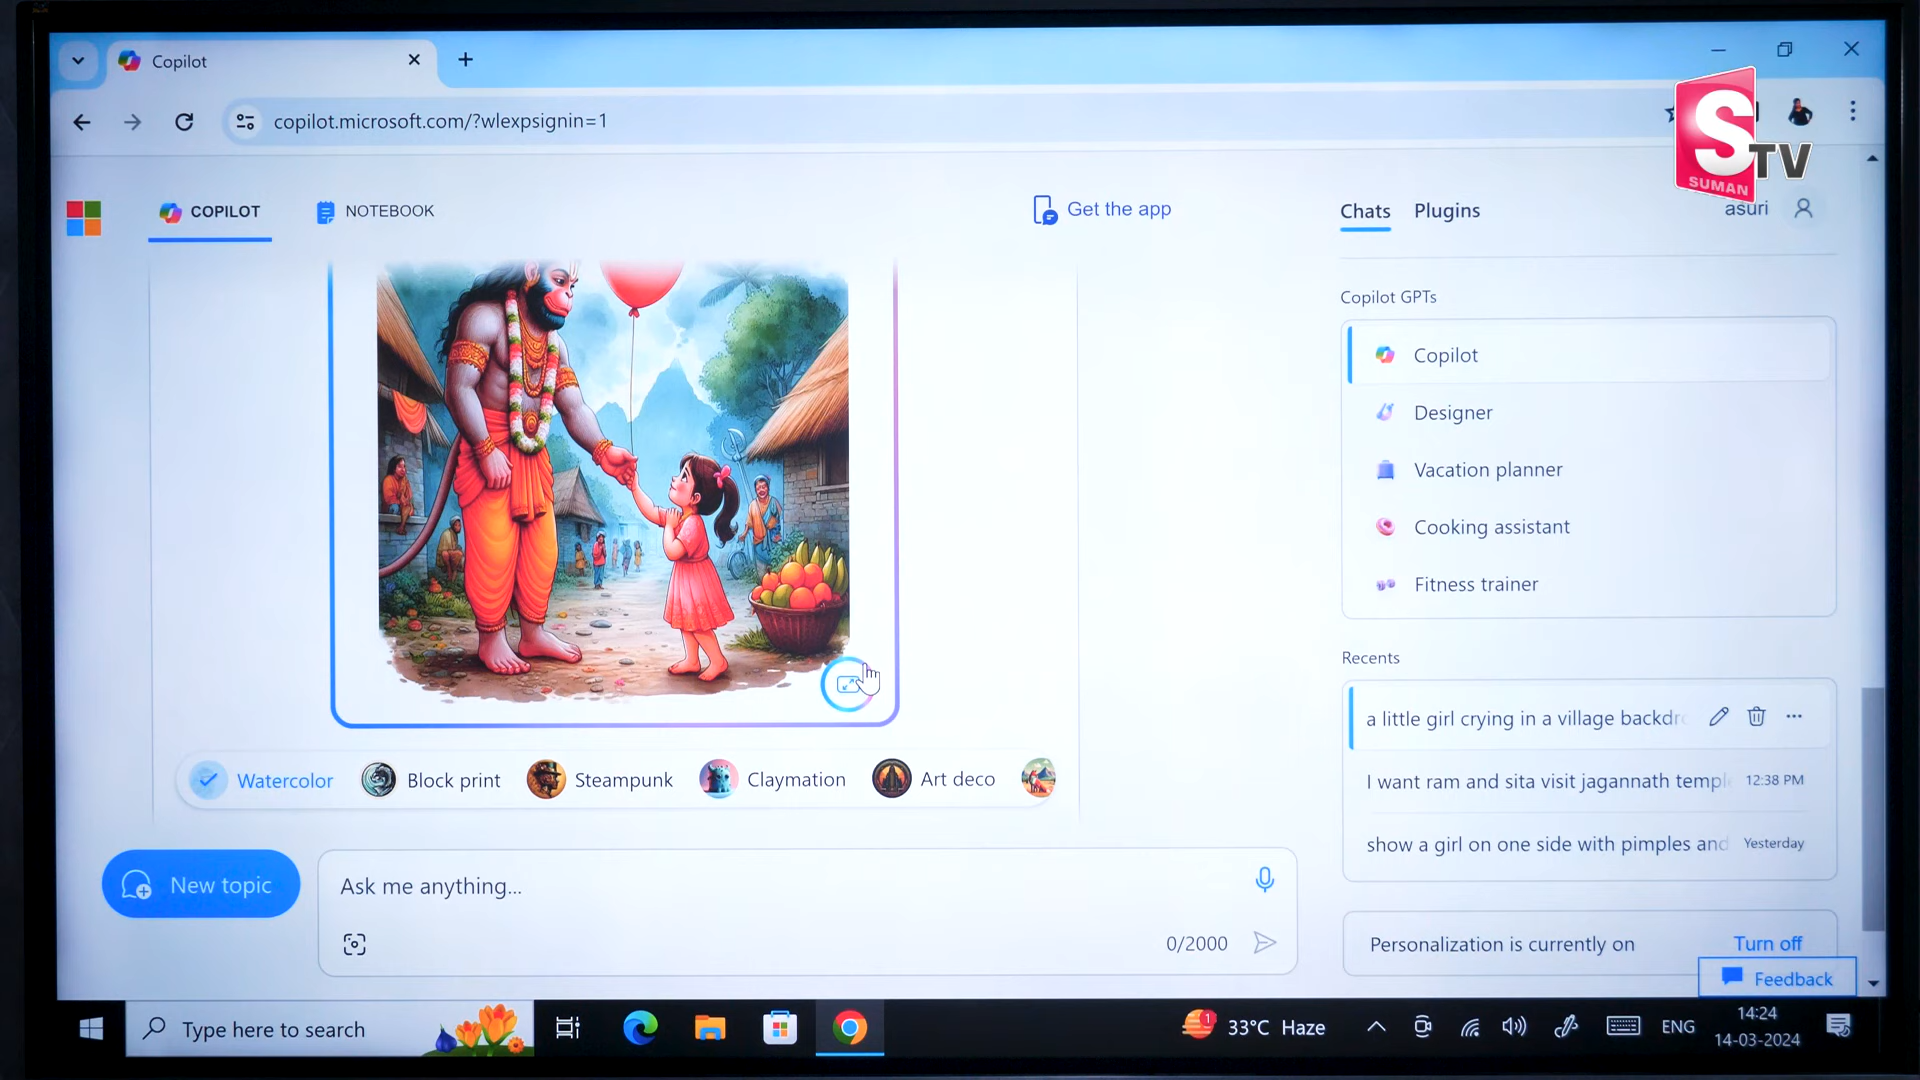 Copilot
copilot.microsoft.com/?wlexpsignin=1
S TV
SUMAN
COPILOT
NOTEBOOK
Get the app
Chats
Plugins
asuri
Copilot GPTs
Copilot
Designer
Vacation planner
Cooking assistant
Fitness trainer
Recents
a little girl crying in a village backdr
I want ram and sita visit jagannath temple 12:38 PM
show a girl on one side with pimples and Yesterday
Watercolor
Block print
Steampunk
Claymation
Art deco
New topic
Ask me anything...
0/2000
Personalization is currently on
Turn off
Feedback
Type here to search
1
33°C Haze
ENG
14:24
14-03-2024